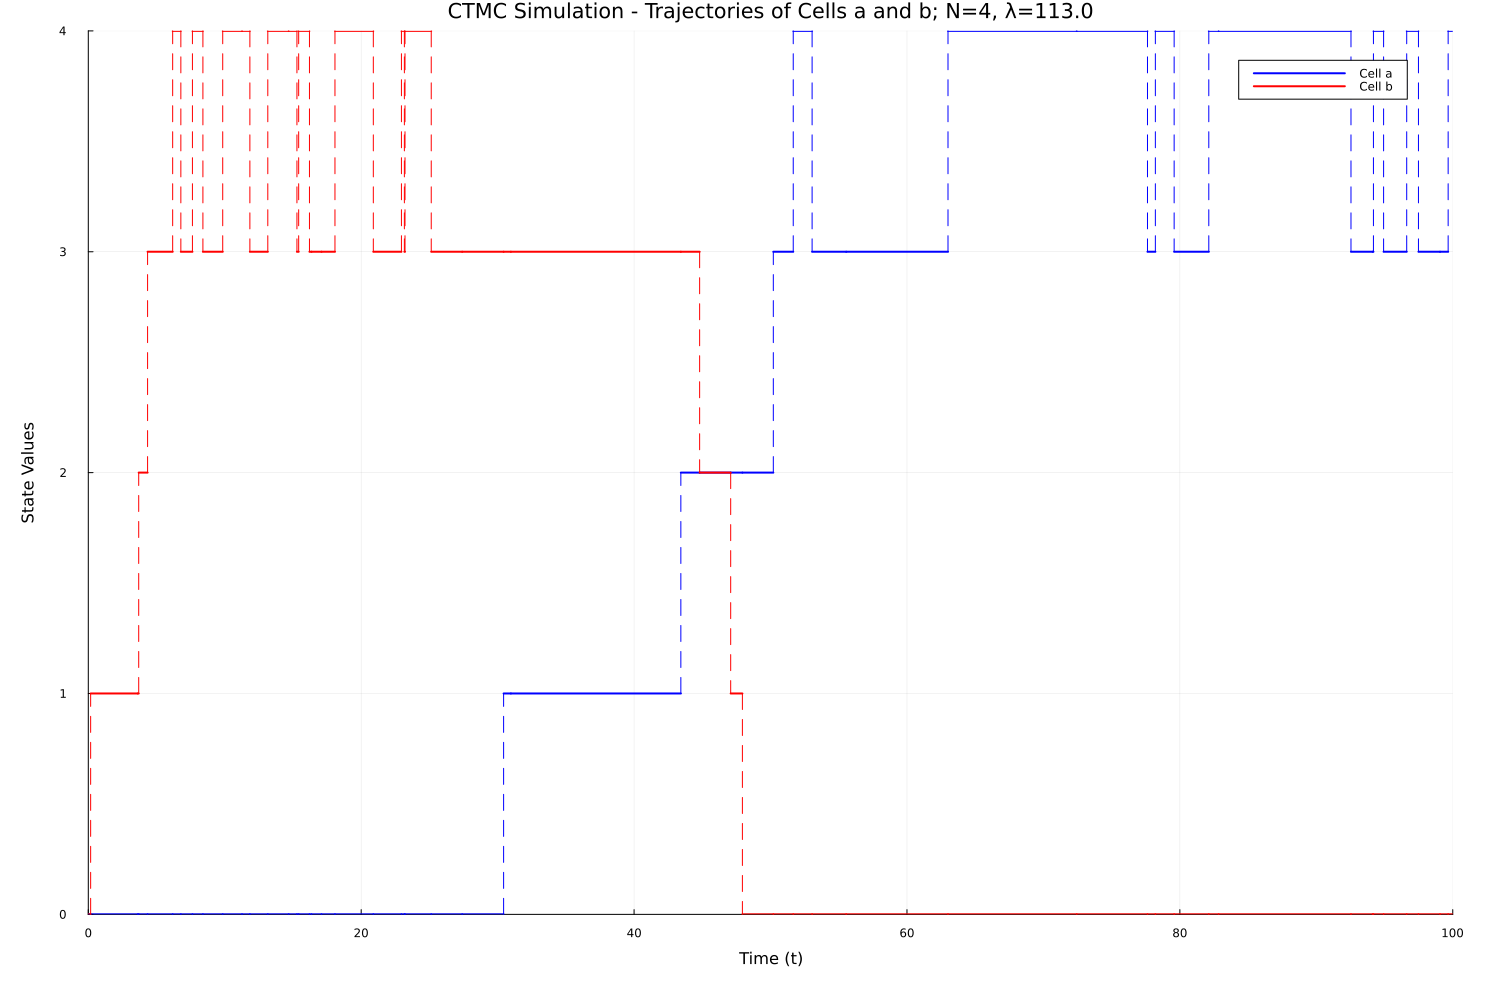 CTMC Simulation - Trajectories of Cells a and b; N=4, λ=113.0
4
Cell a
Cell b
3
State Values
2
1
0
0 20 40 60 80 100
Time (t)